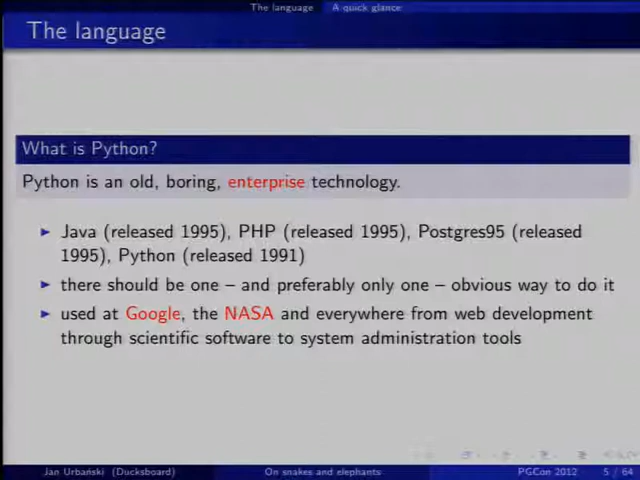 The language A quick glance
The language
What is Python?
Python is an old, boring, enterprise technology.
Java (released 1995), PHP (released 1995), Postgres95 (released
1995), Python (released 1991)
there should be one – and preferably only one – obvious way to do it
used at Google, the NASA and everywhere from web development
through scientific software to system administration tools
Jan Urbański (Ducksboard) On snakes and elephants PGCon 2012 5 / 64